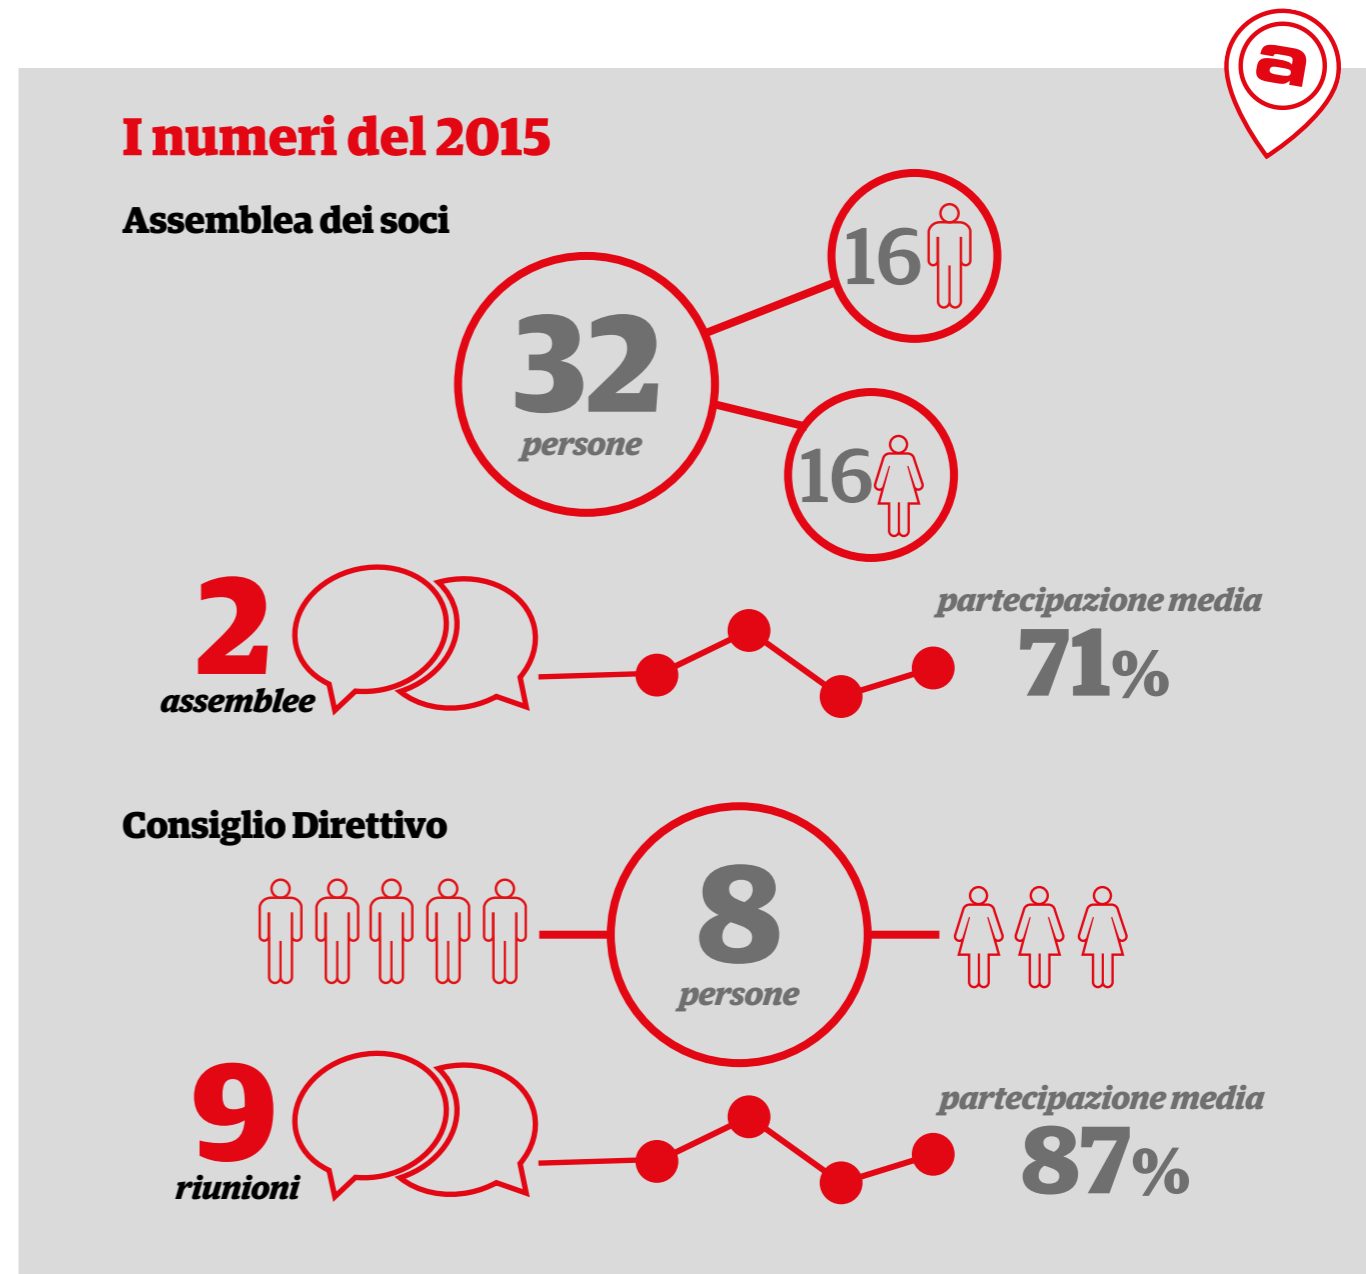 a
I numeri del 2015
Assemblea dei soci
16
32
persone
16
2
assemblee
partecipazione media
71%
Consiglio Direttivo
8
persone
9
riunioni
partecipazione media
87%